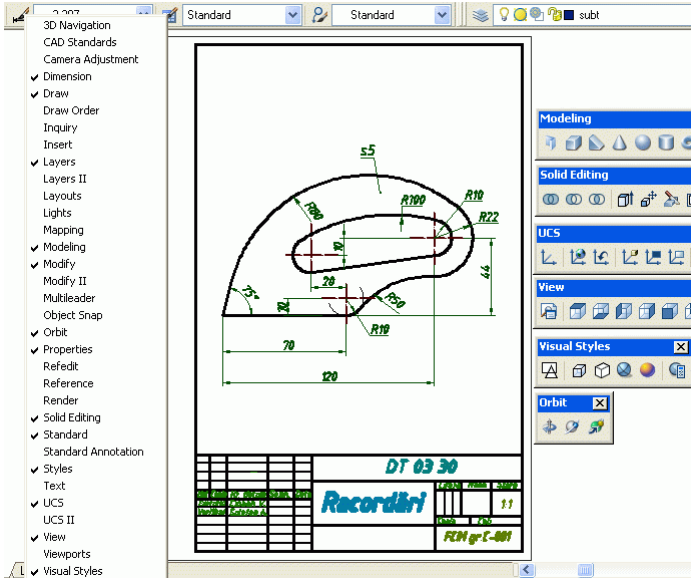 Standard
Standard
subt
3D Navigation
CAD Standards
Camera Adjustment
Dimension
Draw
Draw Order
Inquiry
Insert
Layers
Layers II
Layouts
Lights
Mapping
Modeling
Modify
Modify II
Multileader
Object Snap
Orbit
Properties
Refedit
Reference
Render
Solid Editing
Standard
Standard Annotation
Styles
Text
UCS
UCS II
View
Viewports
Visual Styles
s5
R80
R100
R10
R22
10
44
20
75°
R50
R10
70
120
DT 03 30
Racordări
1:1
Modeling
Solid Editing
UCS
View
Visual Styles
Orbit